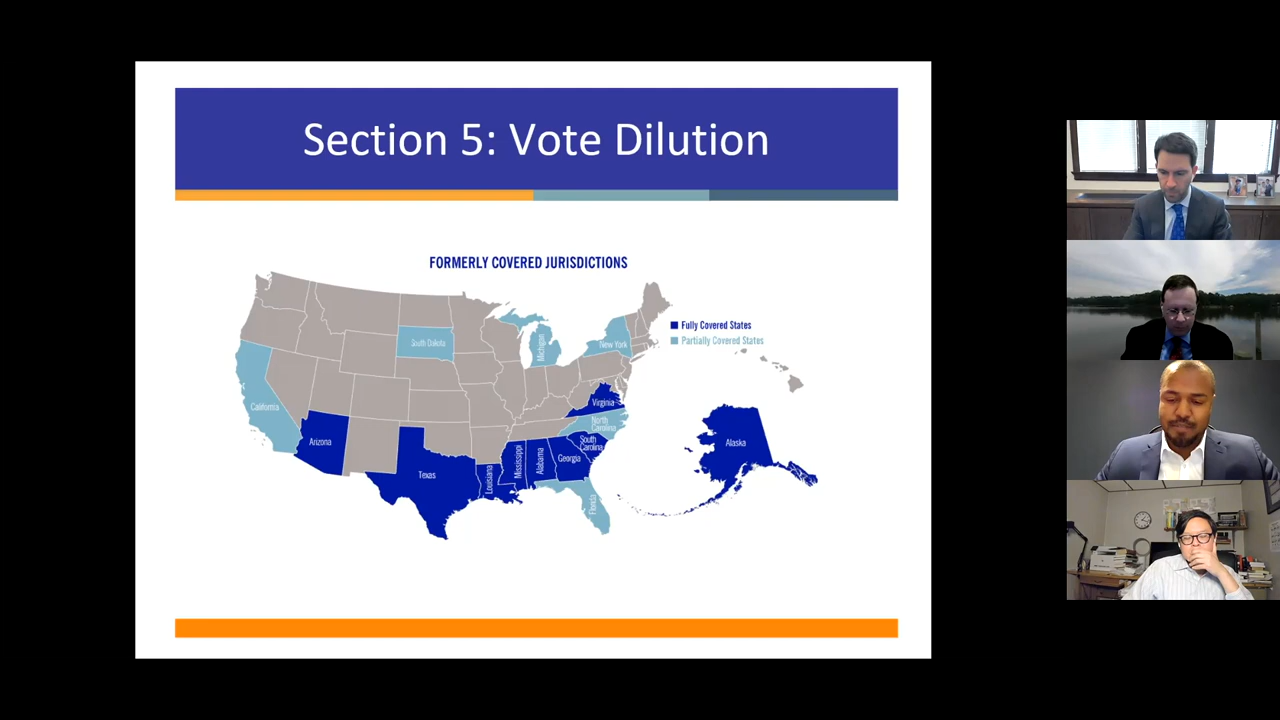 Section 5: Vote Dilution
FORMERLY COVERED JURISDICTIONS
Fully Covered States
Partially Covered States
South Dakota
Michigan
New York
California
Virginia
North
Carolina
Arizona
South
Carolina
Alaska
Texas
Louisiana
Mississippi
Alabama
Georgia
Florida